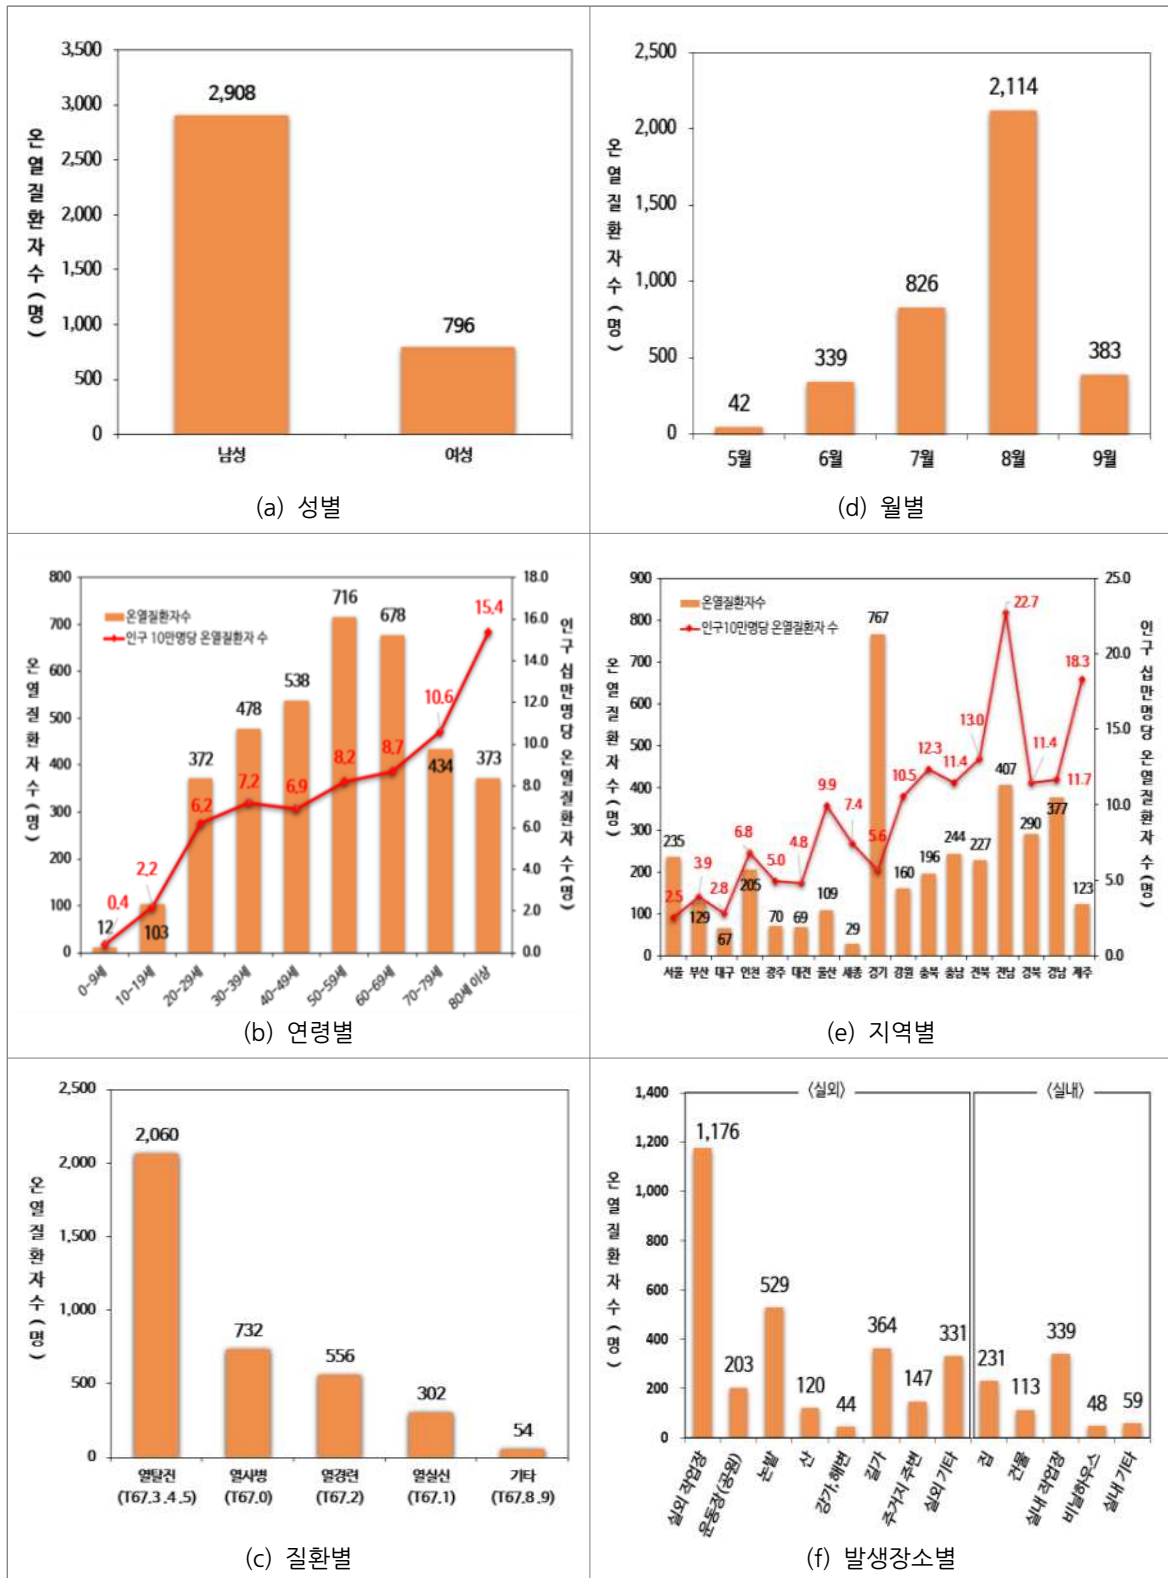 3,500
3,000
2,500
2,000
1,500
1,000
500
0
온열질환자수(명)
2,908
796
남성
여성
(a) 성별
2,500
2,000
1,500
1,000
500
0
온열질환자수(명)
42
339
826
2,114
383
5월
6월
7월
8월
9월
(d) 월별
800
700
600
500
400
300
200
100
0
온열질환자수(명)
온열질환자수
인구 10만명당 온열질환자 수
12
103
372
478
538
716
678
434
373
0.4
2.2
6.2
7.2
6.9
8.2
8.7
10.6
15.4
18.0
16.0
14.0
12.0
10.0
8.0
6.0
4.0
2.0
0.0
인구 십만명당 온열질환자수(명)
0-9세
10-19세
20-29세
30-39세
40-49세
50-59세
60-69세
70-79세
80세 이상
(b) 연령별
900
800
700
600
500
400
300
200
100
0
온열질환자수(명)
온열질환자수
인구10만명당 온열질환자 수
235
129
67
205
70
69
109
29
767
160
196
244
227
407
290
377
123
2.5
3.9
2.8
6.8
5.0
4.8
9.9
7.4
5.6
10.5
12.3
11.4
13.0
22.7
11.4
11.7
18.3
25.0
20.0
15.0
10.0
5.0
0.0
인구 십만명당 온열질환자수(명)
서울
부산
대구
인천
광주
대전
울산
세종
경기
강원
충북
충남
전북
전남
경북
경남
제주
(e) 지역별
2,500
2,000
1,500
1,000
500
0
온열질환자수(명)
2,060
732
556
302
54
열탈진
(T67.3.4.5)
열사병
(T67.0)
열경련
(T67.2)
열실신
(T67.1)
기타
(T67.8.9)
(c) 질환별
1,400
1,200
1,000
800
600
400
200
0
온열질환자수(명)
〈실외〉
〈실내〉
1,176
203
529
120
44
364
147
331
231
113
339
48
59
실외 작업장
운동장(공원)
논밭
산
강가.해변
길가
주거지 주변
실외 기타
집
건물
실내 작업장
비닐하우스
실내 기타
(f) 발생장소별